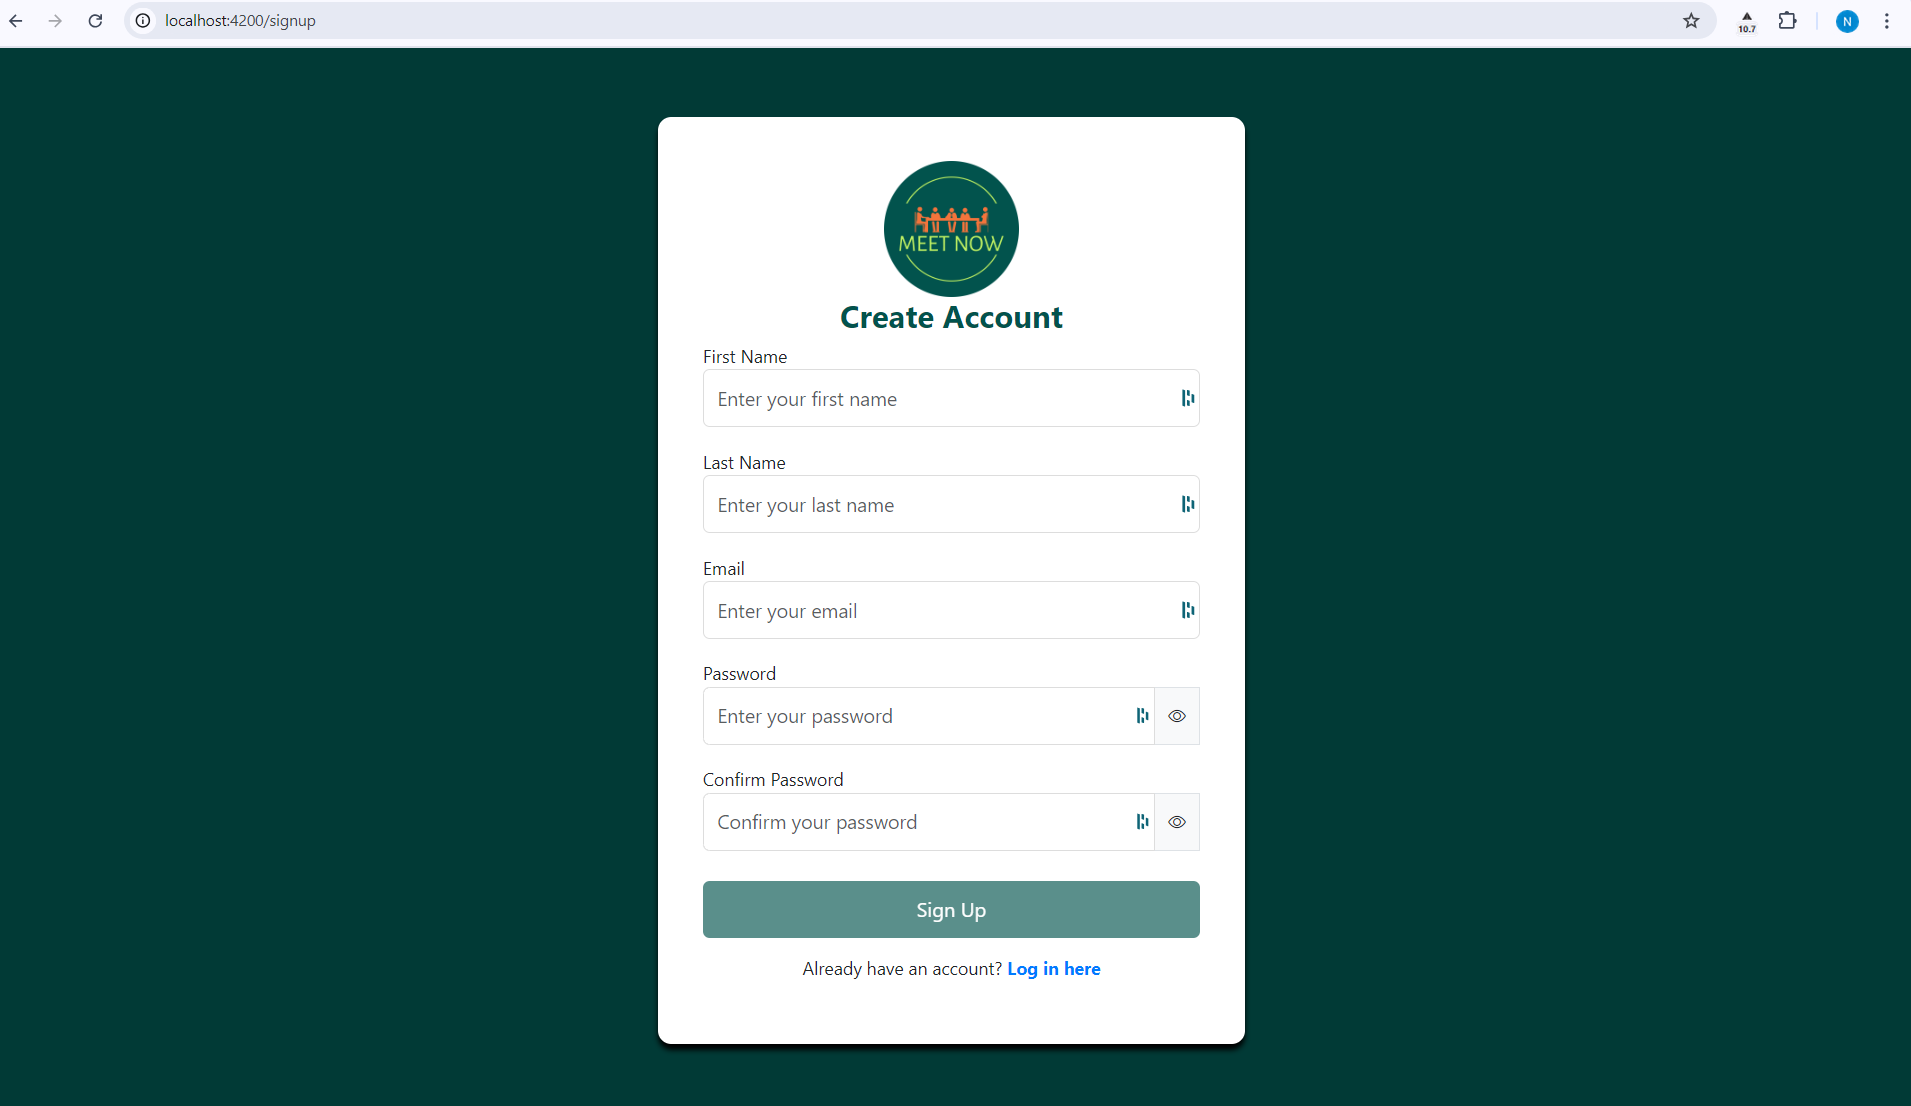 localhost:4200/signup
10.7
N
MEET NOW
Create Account
First Name
Enter your first name
Last Name
Enter your last name
Email
Enter your email
Password
Enter your password
Confirm Password
Confirm your password
Sign Up
Already have an account? Log in here